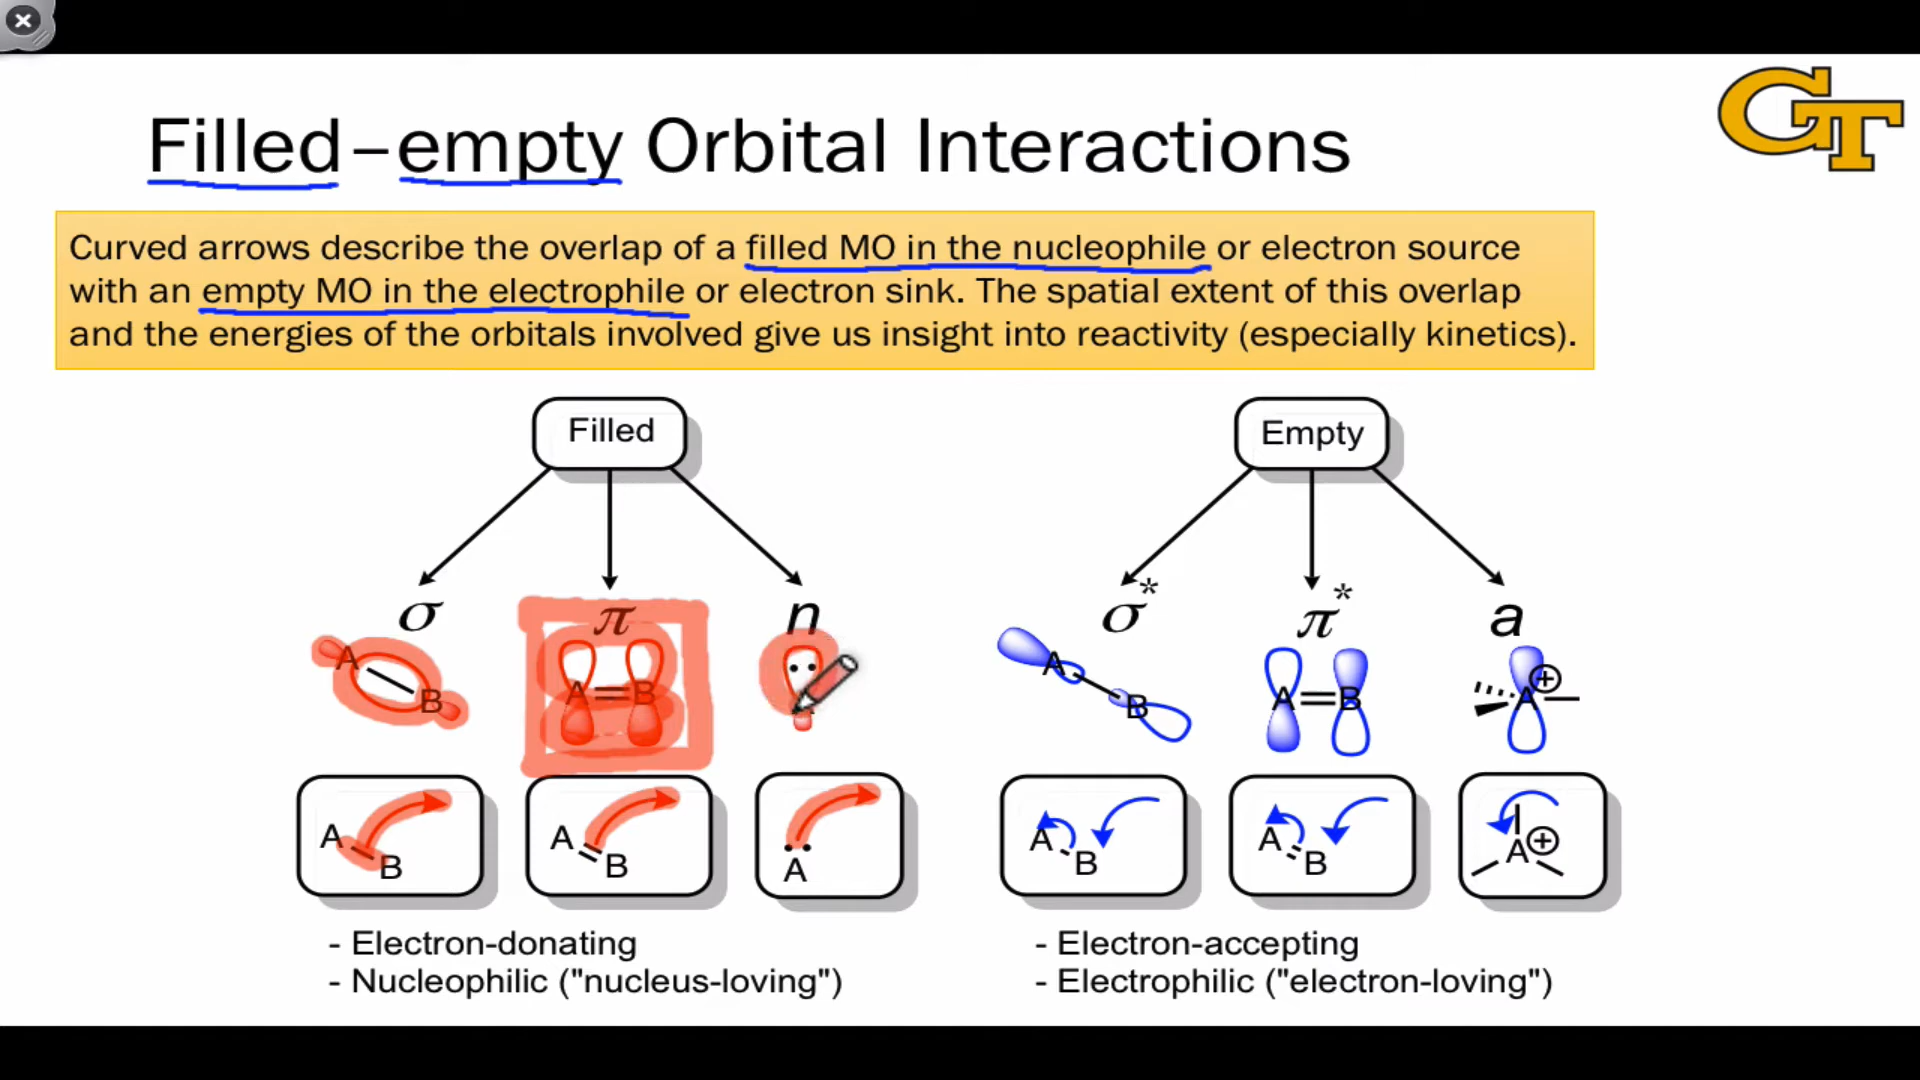 Filled–empty Orbital Interactions
GT
Curved arrows describe the overlap of a filled MO in the nucleophile or electron source
with an empty MO in the electrophile or electron sink. The spatial extent of this overlap
and the energies of the orbitals involved give us insight into reactivity (especially kinetics).
Filled
Empty
σ
π
n
σ*
π*
a
A
B
A=B
A
B
A=B
A⊕
A
B
A
B
A
A
B
A
B
A⊕
- Electron-donating
- Nucleophilic ("nucleus-loving")
- Electron-accepting
- Electrophilic ("electron-loving")